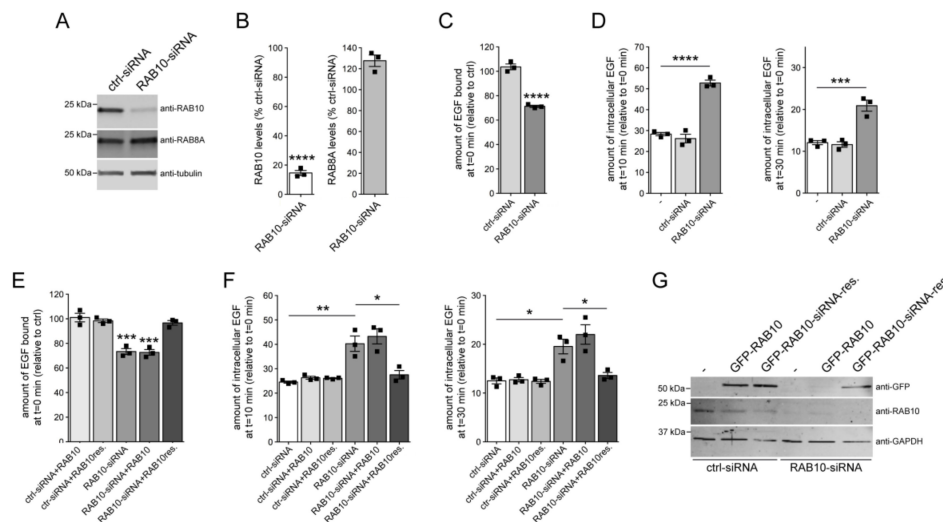 A
ctrl-siRNA
RAB10-siRNA
25 kDa
anti-RAB10
25 kDa
anti-RAB8A
50 kDa
anti-tubulin
B
RAB10 levels (% ctrl-siRNA)
100
80
60
40
20
0
****
RAB10-siRNA
RAB8A levels (% ctrl-siRNA)
140
120
100
80
60
40
20
0
RAB10-siRNA
C
amount of EGF bound
at t=0 min (relative to ctrl)
120
100
80
60
40
20
0
****
ctrl-siRNA
RAB10-siRNA
D
amount of intracellular EGF
at t=10 min (relative to t=0 min)
60
50
40
30
20
10
0
****
-
ctrl-siRNA
RAB10-siRNA
amount of intracellular EGF
at t=30 min (relative to t=0 min)
30
20
10
0
***
-
ctrl-siRNA
RAB10-siRNA
E
amount of EGF bound
at t=0 min (relative to ctrl)
120
100
80
60
40
20
0
***
***
ctrl-siRNA+RAB10
ctr-siRNA+RAB10res.
RAB10-siRNA
RAB10-siRNA+RAB10
RAB10-siRNA+RAB10res.
F
amount of intracellular EGF
at t=10 min (relative to t=0 min)
60
40
20
0
**
*
ctrl-siRNA
ctrl-siRNA+RAB10
ctr-siRNA+RAB10res.
RAB10-siRNA
RAB10-siRNA+RAB10
RAB10-siRNA+RAB10res.
amount of intracellular EGF
at t=30 min (relative to t=0 min)
30
20
10
0
*
*
ctrl-siRNA
ctrl-siRNA+RAB10
ctrl-siRNA+RAB10res.
RAB10-siRNA
RAB10-siRNA+RAB10
RAB10-siRNA+RAB10res.
G
-
GFP-RAB10
GFP-RAB10-siRNA-res.
-
GFP-RAB10
GFP-RAB10-siRNA-res.
50 kDa
anti-GFP
25 kDa
anti-RAB10
37 kDa
anti-GAPDH
ctrl-siRNA
RAB10-siRNA